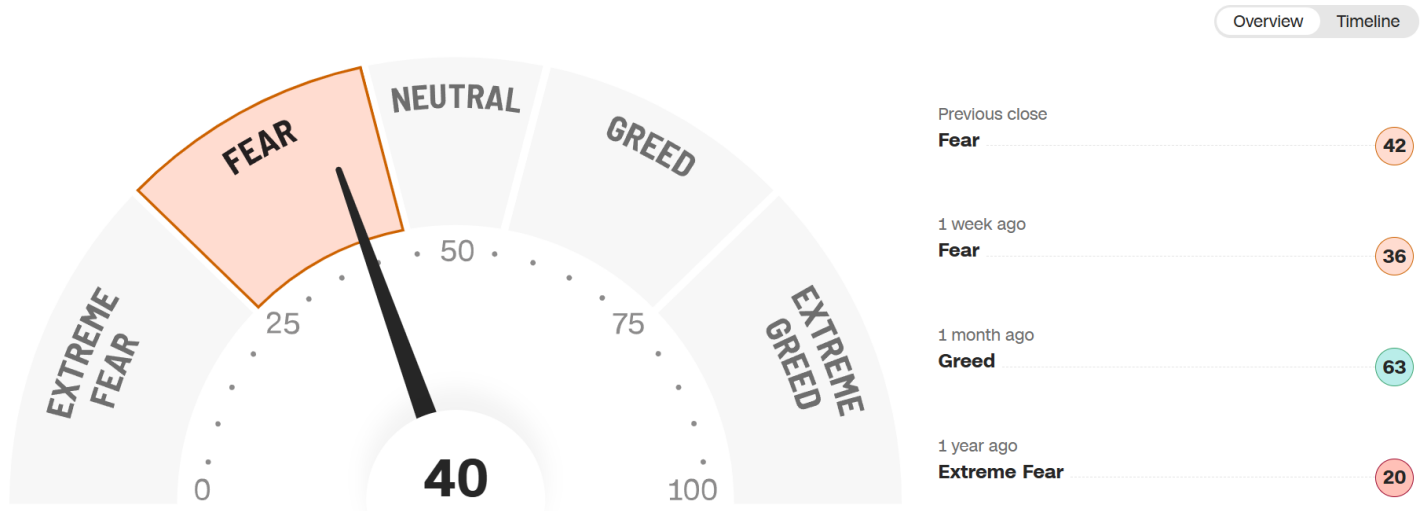 Overview Timeline
NEUTRAL
FEAR
GREED
EXTREME
FEAR
EXTREME
GREED
50
25
75
0
100
40
Previous close
Fear
42
1 week ago
Fear
36
1 month ago
Greed
63
1 year ago
Extreme Fear
20